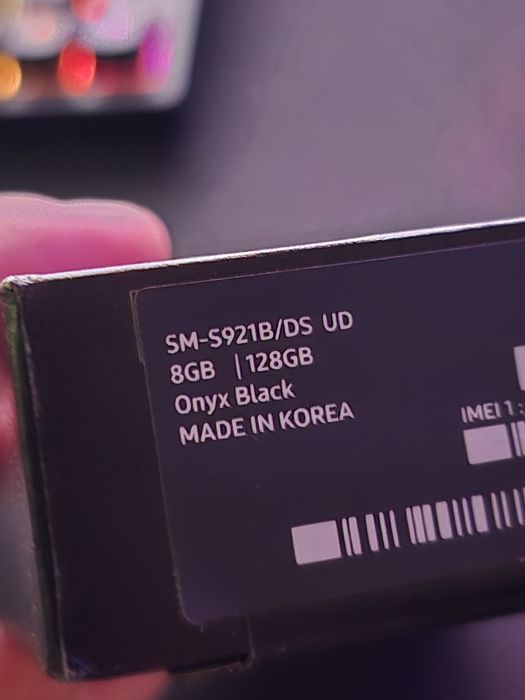 SM-S921B/DS UD
8GB | 128GB
Onyx Black
MADE IN KOREA
IMEI 1 :